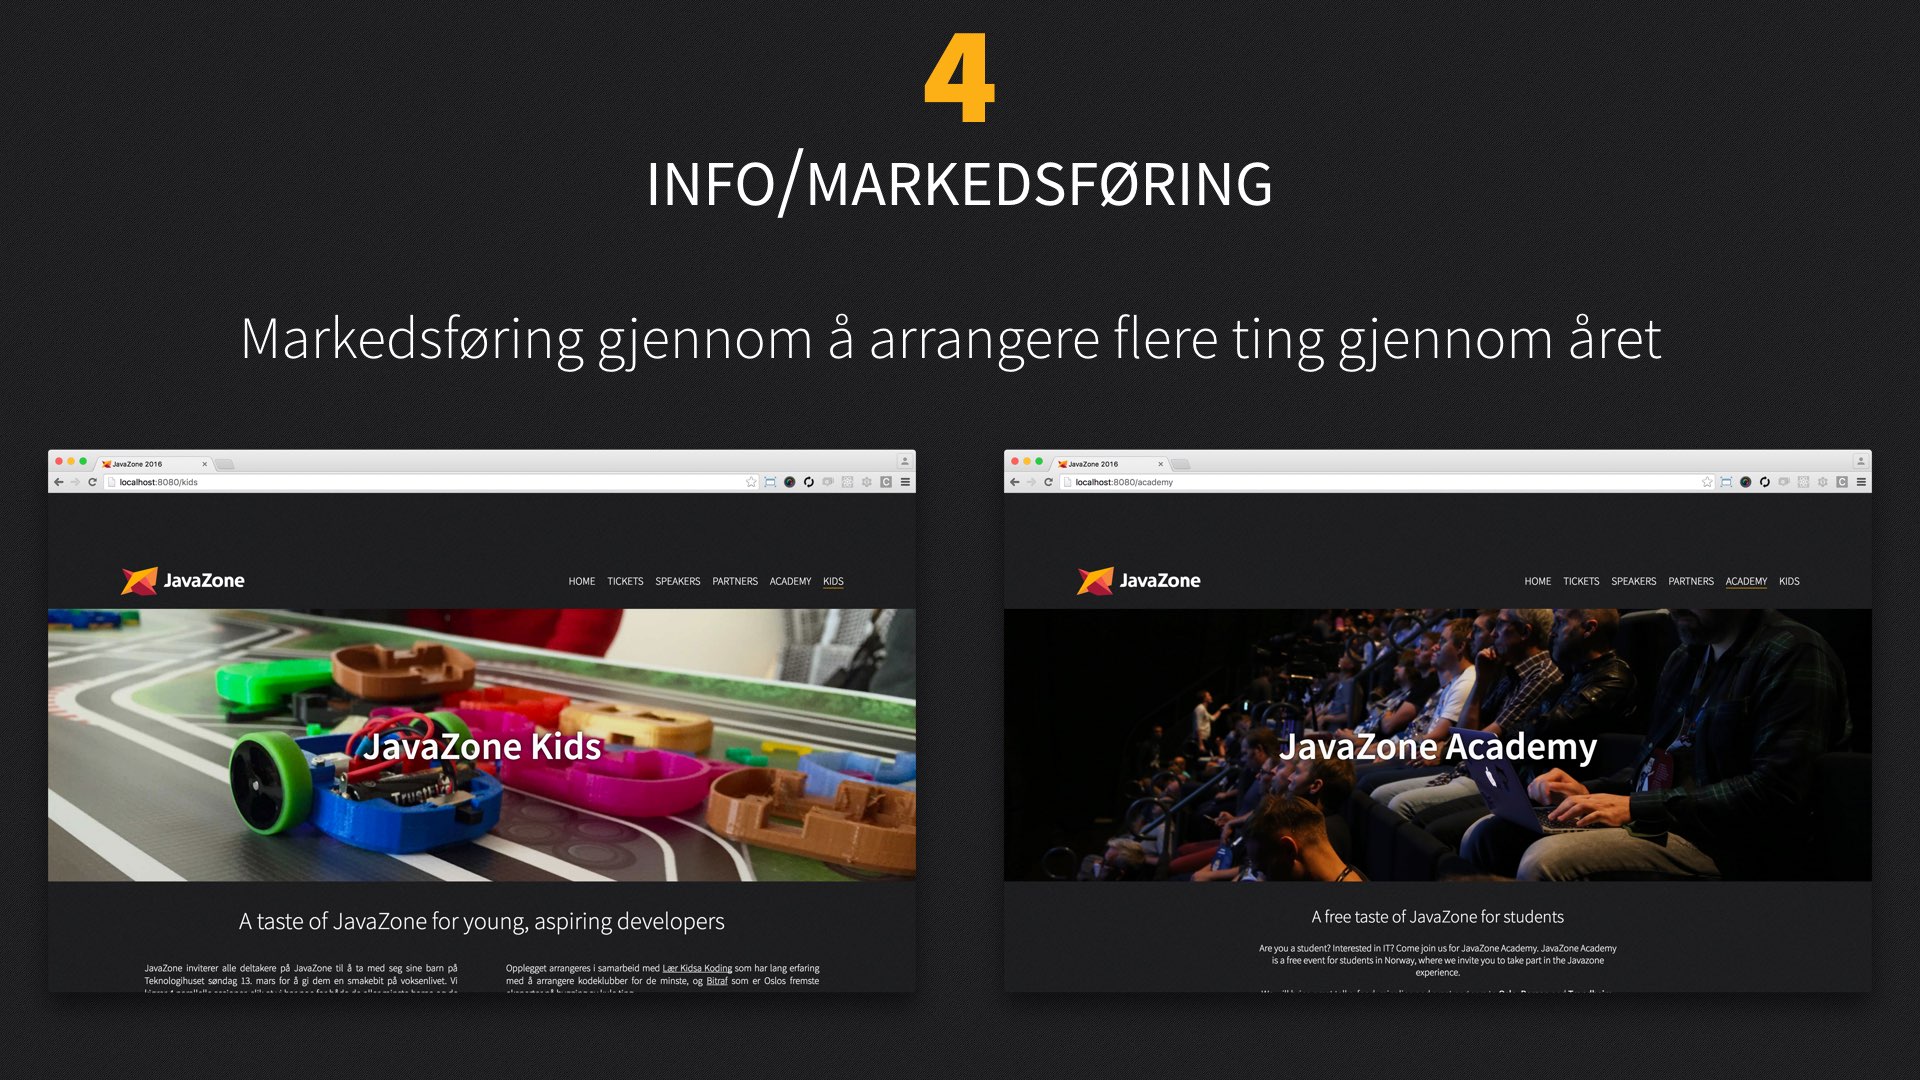 4
INFO/MARKEDSFØRING
Markedsføring gjennom å arrangere flere ting gjennom året
JavaZone 2016
localhost:8080/kids
JavaZone
HOME TICKETS SPEAKERS PARTNERS ACADEMY KIDS
JavaZone Kids
A taste of JavaZone for young, aspiring developers
JavaZone inviterer alle deltakere på JavaZone til å ta med seg sine barn på
Teknologihuset søndag 13. mars for å gi dem en smakebit på voksenlivet. Vi
Opplegget arrangeres i samarbeid med Lær Kidsa Koding som har lang erfaring
med å arrangere kodeklubber for de minste, og Bitraf som er Oslos fremste
JavaZone 2016
localhost:8080/academy
JavaZone
HOME TICKETS SPEAKERS PARTNERS ACADEMY KIDS
JavaZone Academy
A free taste of JavaZone for students
Are you a student? Interested in IT? Come join us for JavaZone Academy. JavaZone Academy
is a free event for students in Norway, where we invite you to take part in the Javazone
experience.